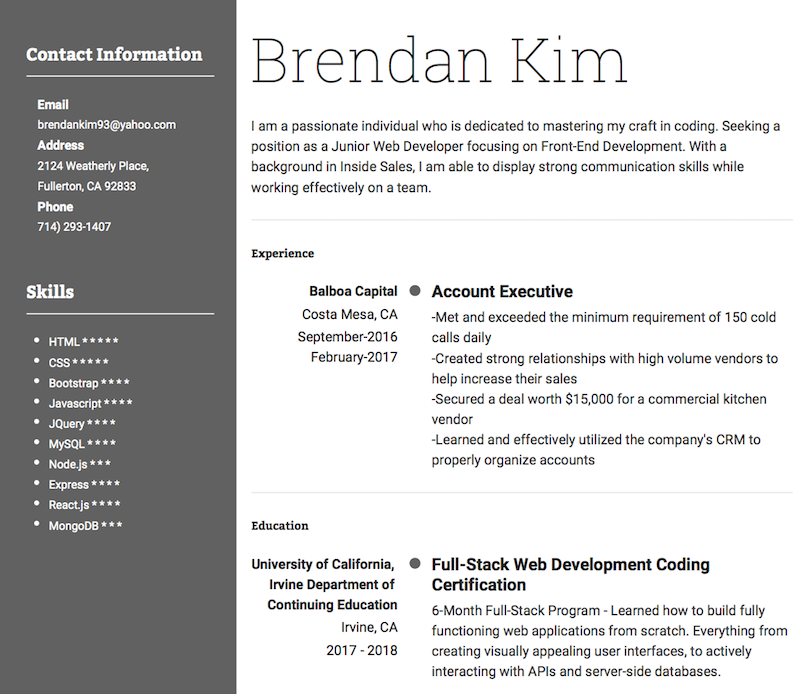 Contact Information
Email
brendankim93@yahoo.com
Address
2124 Weatherly Place,
Fullerton, CA 92833
Phone
714) 293-1407
Skills
• HTML * * * * *
• CSS * * * * *
• Bootstrap * * * *
• Javascript * * * *
• JQuery * * * *
• MySQL * * * *
• Node.js * * *
• Express * * * *
• React.js * * * *
• MongoDB * * *
Brendan Kim
I am a passionate individual who is dedicated to mastering my craft in coding. Seeking a
position as a Junior Web Developer focusing on Front-End Development. With a
background in Inside Sales, I am able to display strong communication skills while
working effectively on a team.
Experience
Balboa Capital
Costa Mesa, CA
September-2016
February-2017
Account Executive
-Met and exceeded the minimum requirement of 150 cold
calls daily
-Created strong relationships with high volume vendors to
help increase their sales
-Secured a deal worth $15,000 for a commercial kitchen
vendor
-Learned and effectively utilized the company's CRM to
properly organize accounts
Education
University of California,
Irvine Department of
Continuing Education
Irvine, CA
2017 - 2018
Full-Stack Web Development Coding
Certification
6-Month Full-Stack Program - Learned how to build fully
functioning web applications from scratch. Everything from
creating visually appealing user interfaces, to actively
interacting with APIs and server-side databases.